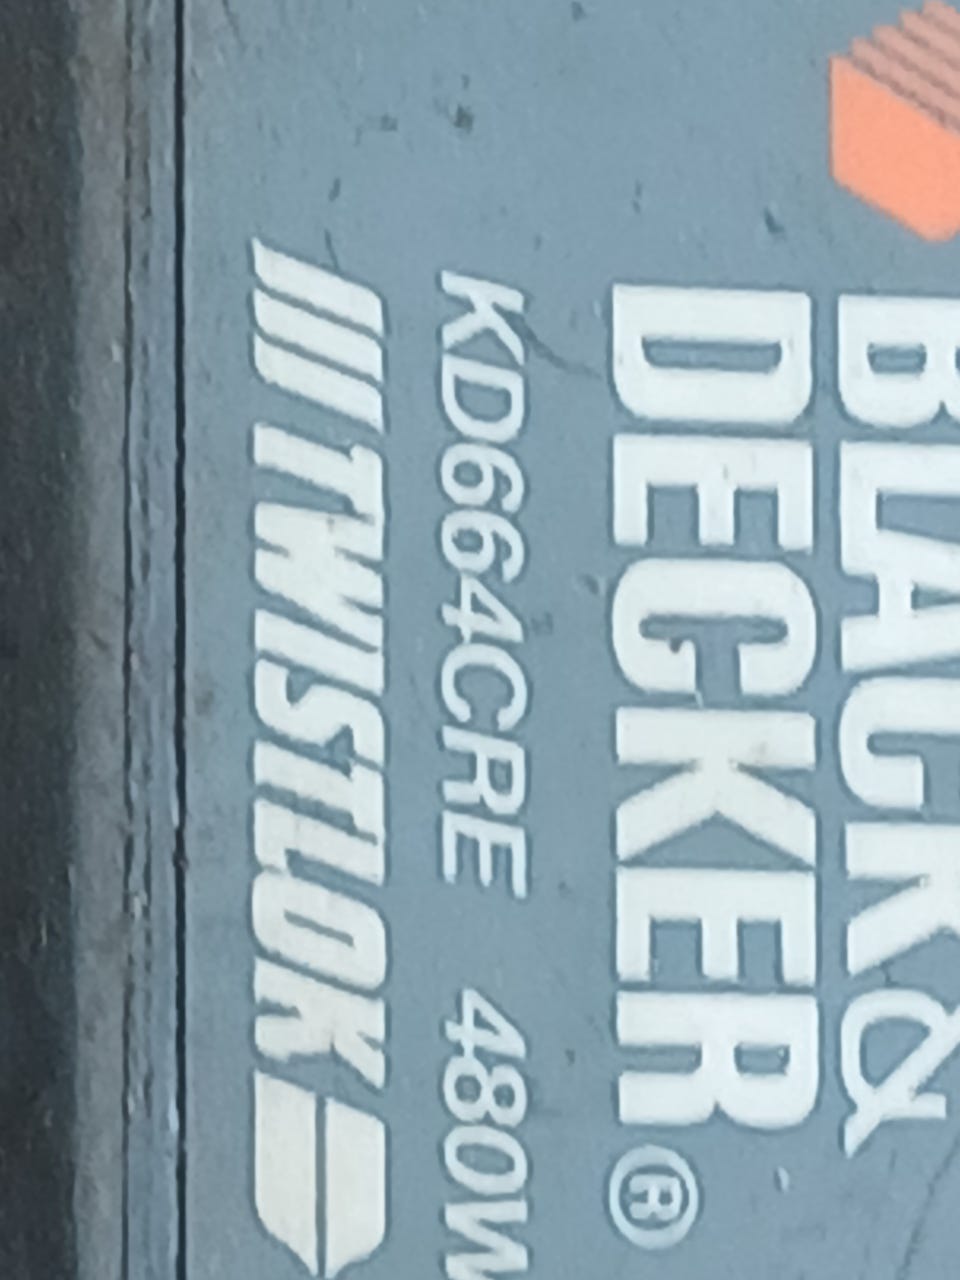 BLACK&
DECKER®
KD664CRE 480W
TWISTLOK